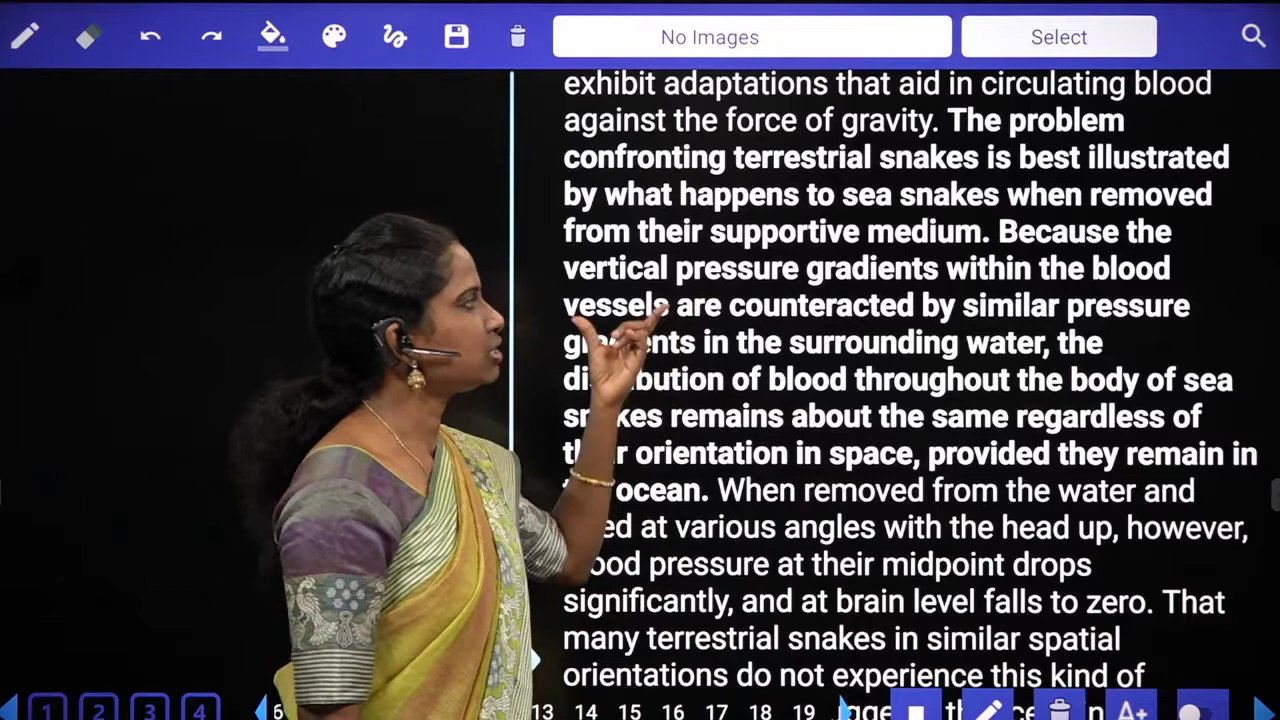 No Images
Select
exhibit adaptations that aid in circulating blood
against the force of gravity. The problem
confronting terrestrial snakes is best illustrated
by what happens to sea snakes when removed
from their supportive medium. Because the
vertical pressure gradients within the blood
vessels are counteracted by similar pressure
in the surrounding water, the
of blood throughout the body of sea
remains about the same regardless of
orientation in space, provided they remain in
ocean. When removed from the water and
at various angles with the head up, however,
pressure at their midpoint drops
significantly, and at brain level falls to zero. That
many terrestrial snakes in similar spatial
orientations do not experience this kind of
1 2 3 4 6 13 14 15 16 17 18 19 A+